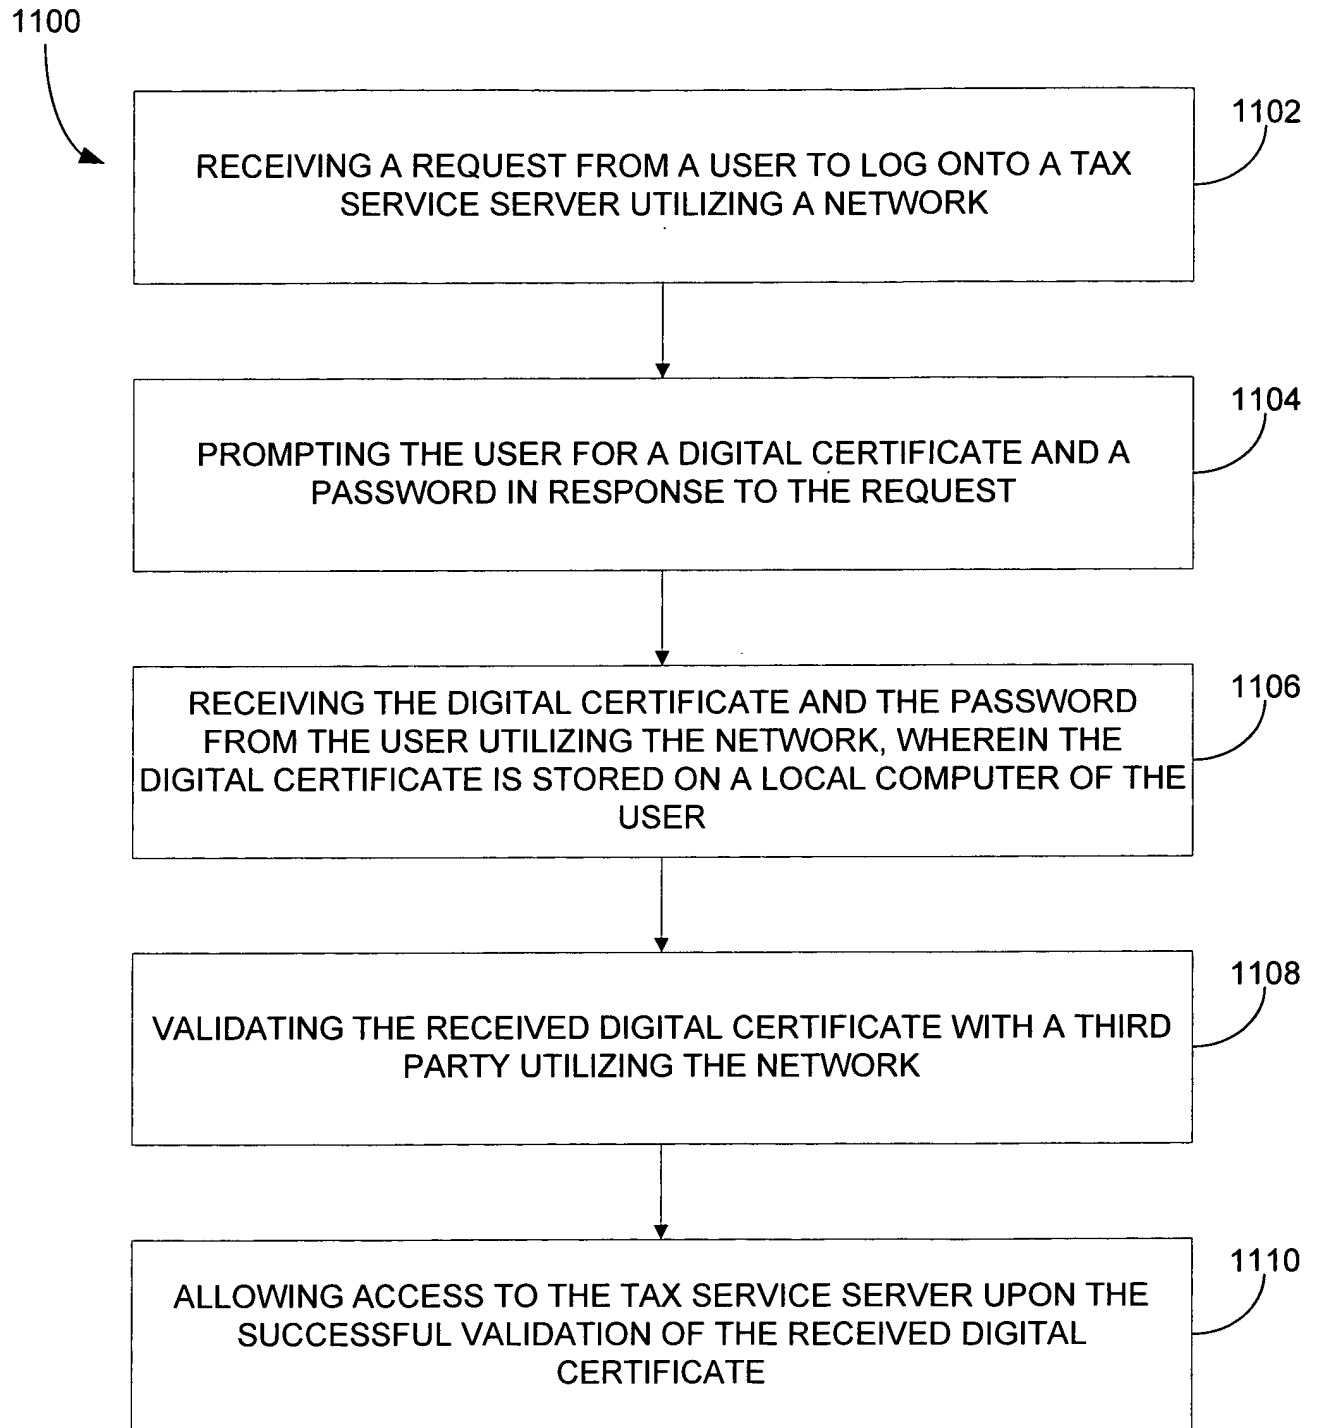 1100
1102
RECEIVING A REQUEST FROM A USER TO LOG ONTO A TAX
SERVICE SERVER UTILIZING A NETWORK
1104
PROMPTING THE USER FOR A DIGITAL CERTIFICATE AND A
PASSWORD IN RESPONSE TO THE REQUEST
1106
RECEIVING THE DIGITAL CERTIFICATE AND THE PASSWORD
FROM THE USER UTILIZING THE NETWORK, WHEREIN THE
DIGITAL CERTIFICATE IS STORED ON A LOCAL COMPUTER OF THE
USER
1108
VALIDATING THE RECEIVED DIGITAL CERTIFICATE WITH A THIRD
PARTY UTILIZING THE NETWORK
1110
ALLOWING ACCESS TO THE TAX SERVICE SERVER UPON THE
SUCCESSFUL VALIDATION OF THE RECEIVED DIGITAL
CERTIFICATE